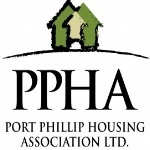 PPHA
PORT PHILLIP HOUSING
ASSOCIATION LTD.